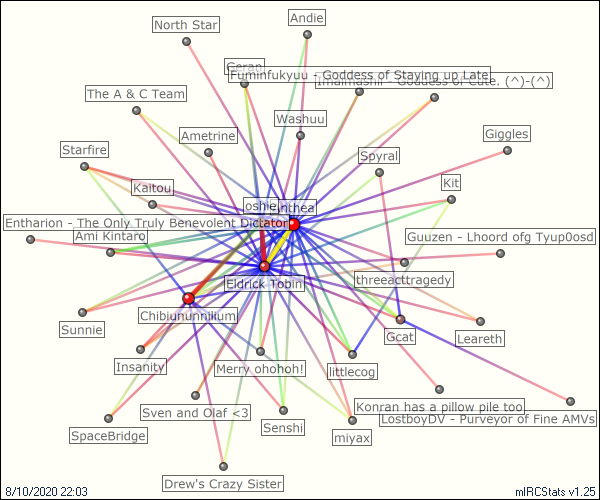 Andie
North Star
Geran
Fuminfukyuu - Goddess of Staying up Late
Imaimashii - Goddess of Cute. (^)-(^)
The A & C Team
Washuu
Ametrine
Giggles
Starfire
Spyral
Kaitou
Kit
oshie
nthea
Entharion - The Only Truly Benevolent Dictator
Ami Kintaro
Guuzen - Lhoord ofg Tyup0osd
Eldrick Tobin
threeacttragedy
Chibiununnilium
Sunnie
Gcat
Leareth
Insanity
Merry ohohoh!
littlecog
Sven and Olaf <3
Konran has a pillow pile too
Senshi
LostboyDV - Purveyor of Fine AMVs
SpaceBridge
miyax
Drew's Crazy Sister
8/10/2020 22:03
mIRCStats v1.25